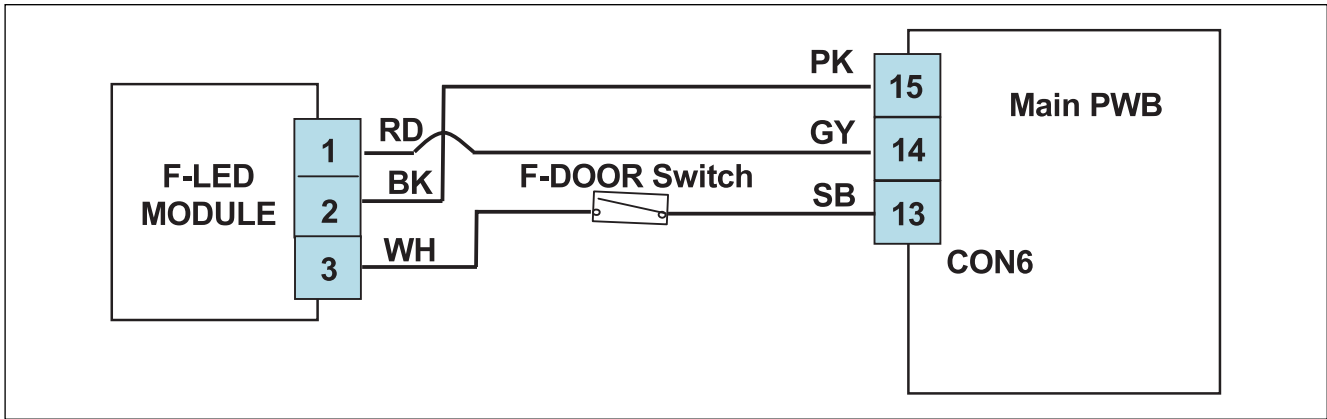 F-LED
MODULE
1
2
3
RD
BK
WH
F-DOOR Switch
PK
GY
SB
15
14
13
Main PWB
CON6